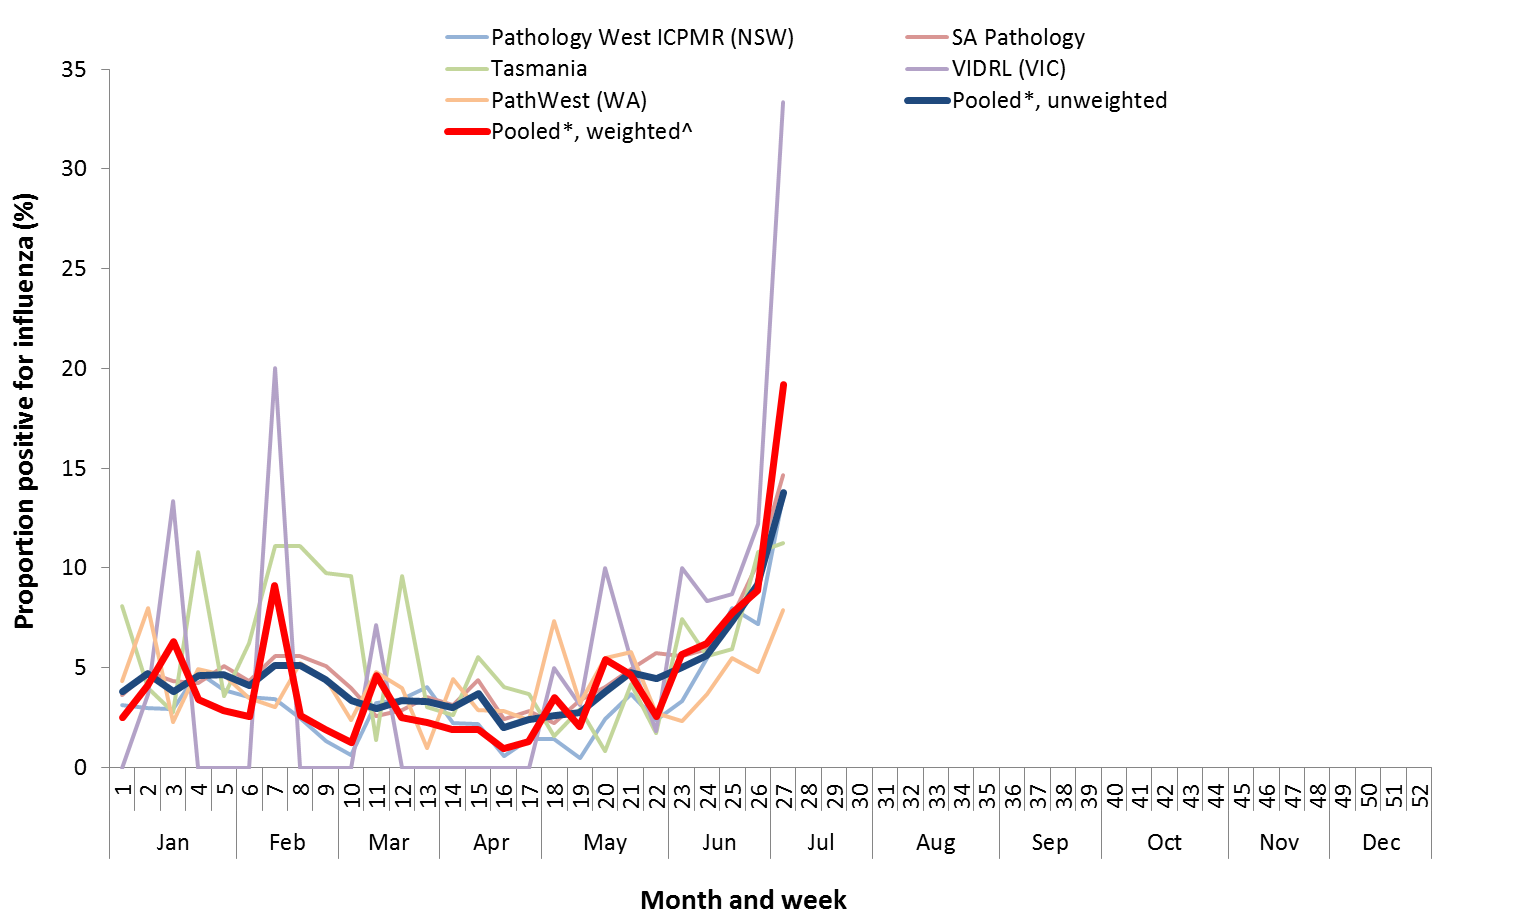 Pathology West ICPMR (NSW) SA Pathology
Tasmania VIDRL (VIC)
PathWest (WA) Pooled*, unweighted
Pooled*, weighted^
Proportion positive for influenza (%)
35
30
25
20
15
10
5
0
1 2 3 4 5 6 7 8 9 10 11 12 13 14 15 16 17 18 19 20 21 22 23 24 25 26 27 28 29 30 31 32 33 34 35 36 37 38 39 40 41 42 43 44 45 46 47 48 49 50 51 52
Jan Feb Mar Apr May Jun Jul Aug Sep Oct Nov Dec
Month and week